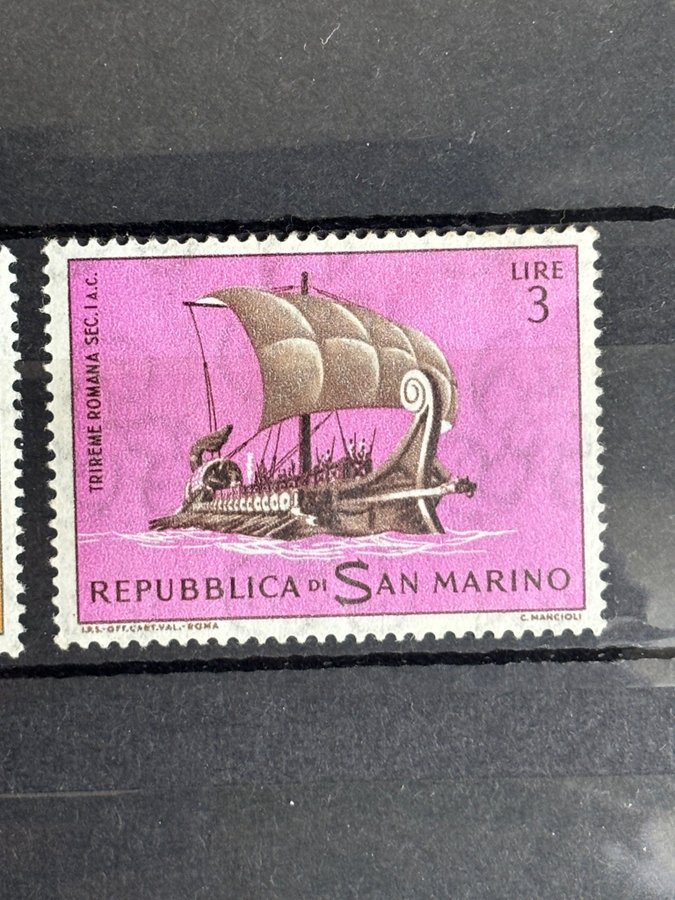 LIRE
3
TRIREME ROMANA SEC. I A.C.
REPUBBLICA DI SAN MARINO
I.P.S.-OFF.CART.VAL.-ROMA
C. MANCIOLI